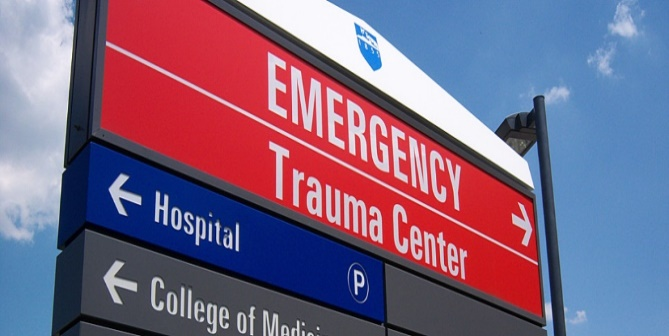 EMERGENCY
Trauma Center
Hospital
P
College of